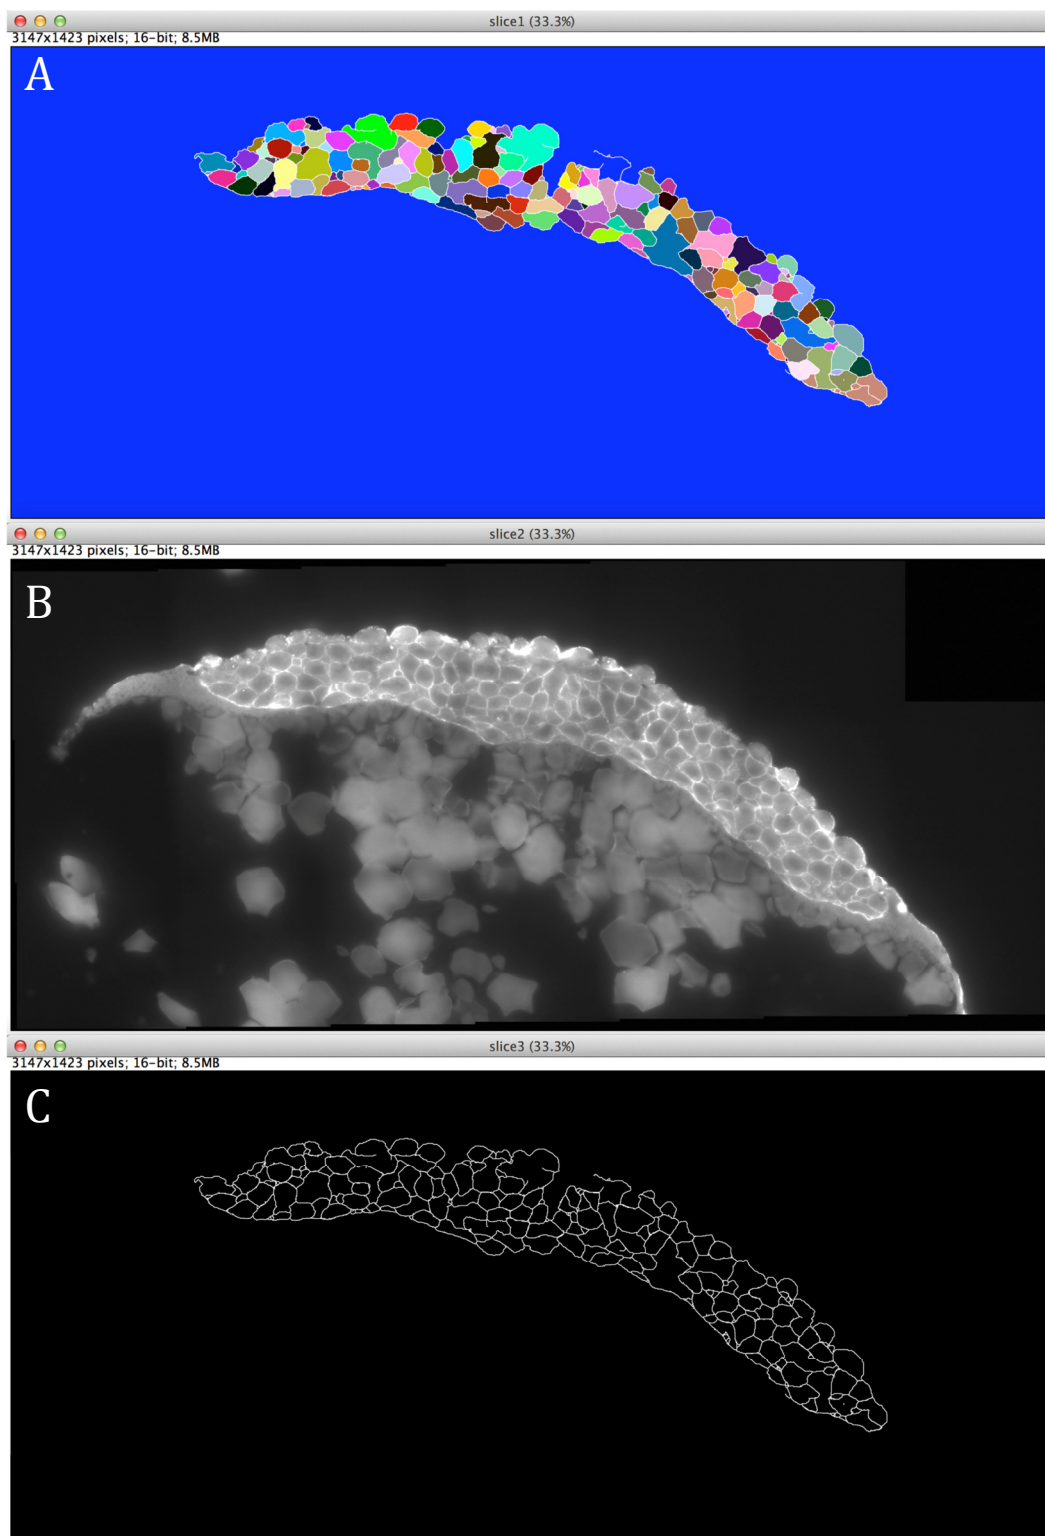 slice1 (33.3%)
3147x1423 pixels; 16-bit; 8.5MB
A
slice2 (33.3%)
3147x1423 pixels; 16-bit; 8.5MB
B
slice3 (33.3%)
3147x1423 pixels; 16-bit; 8.5MB
C